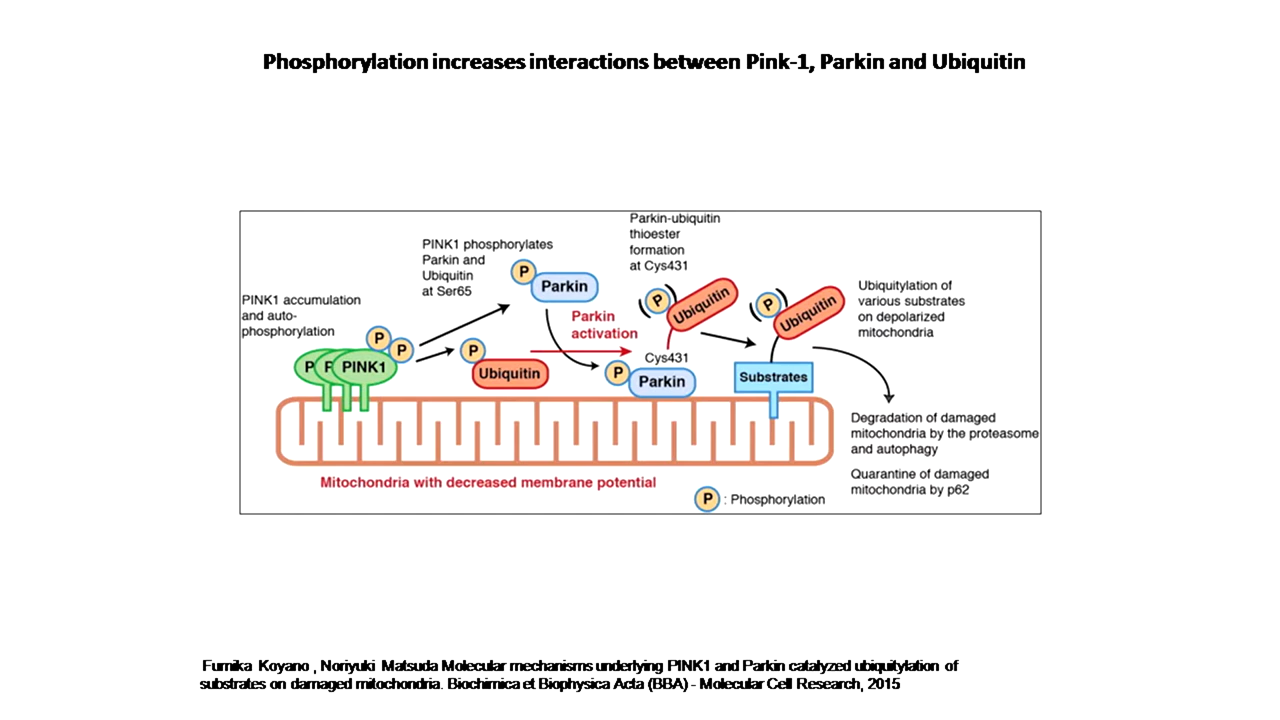 Phosphorylation increases interactions between Pink-1, Parkin and Ubiquitin
Parkin-ubiquitin
thioester
formation
at Cys431
PINK1 phosphorylates
Parkin and
Ubiquitin
at Ser65
PINK1 accumulation
and auto-
phosphorylation
P
Parkin
P
Ubiquitin
P
Ubiquitin
Ubiquitylation of
various substrates
on depolarized
mitochondria
Parkin
activation
P
P
P
P
P
PINK1
Ubiquitin
Cys431
P
Parkin
Substrates
Degradation of damaged
mitochondria by the proteasome
and autophagy
Quarantine of damaged
mitochondria by p62
Mitochondria with decreased membrane potential
P : Phosphorylation
Fumika Koyano , Noriyuki Matsuda Molecular mechanisms underlying PINK1 and Parkin catalyzed ubiquitylation of
substrates on damaged mitochondria. Biochimica et Biophysica Acta (BBA) - Molecular Cell Research, 2015